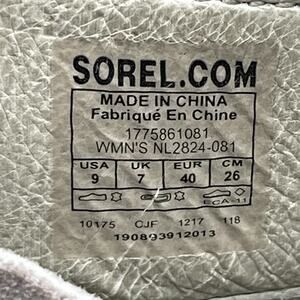 SOREL.COM
MADE IN CHINA
Fabriqué En Chine
1775861081
WMN'S NL2824-081
USA UK EUR CM
9 7 40 26
ECA-11
10175 CJF 1217 118
190893912013